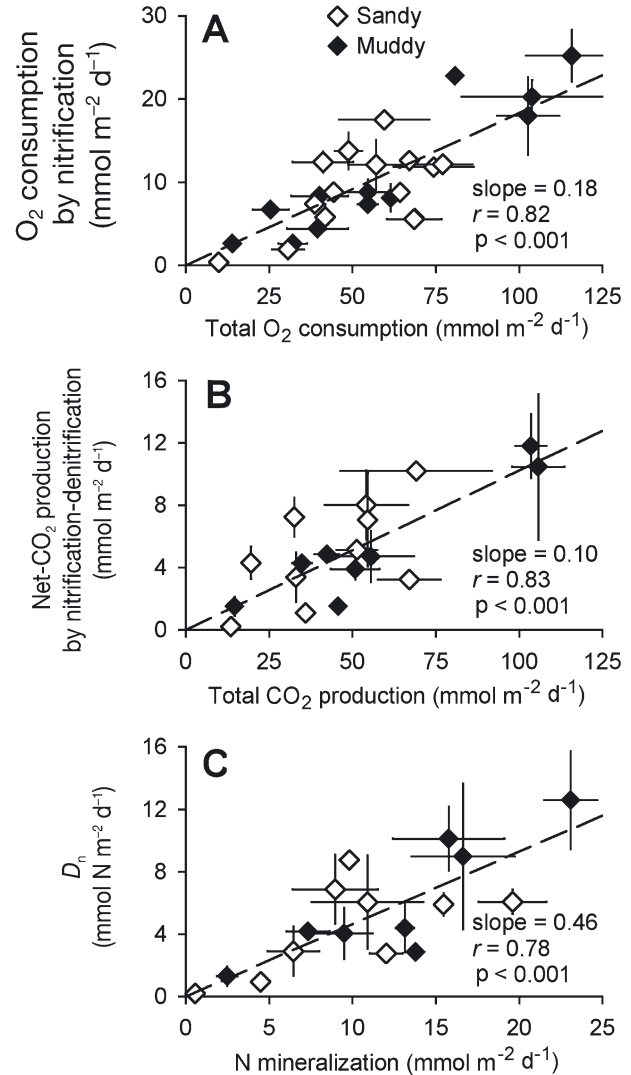 A
Sandy
Muddy
O2 consumption
by nitrification
(mmol m–2 d–1)
30
20
10
0
slope = 0.18
r = 0.82
p < 0.001
0 25 50 75 100 125
Total O2 consumption (mmol m-2 d-1)
B
Net-CO2 production
by nitrification-denitrification
(mmol m–2 d–1)
16
12
8
4
0
slope = 0.10
r = 0.83
p < 0.001
0 25 50 75 100 125
Total CO2 production (mmol m-2 d-1)
C
Dn
(mmol N m–2 d–1)
16
12
8
4
0
slope = 0.46
r = 0.78
p < 0.001
0 5 10 15 20 25
N mineralization (mmol m-2 d-1)